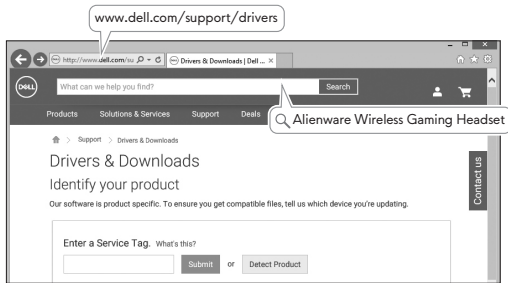 www.dell.com/support/drivers
http://www.dell.com/su
Drivers & Downloads | Dell ...
DELL
What can we help you find?
Search
Products Solutions & Services Support Deals
Alienware Wireless Gaming Headset
Support > Drivers & Downloads
Drivers & Downloads
Identify your product
Our software is product specific. To ensure you get compatible files, tell us which device you're updating.
Contact us
Enter a Service Tag. What's this?
Submit or Detect Product